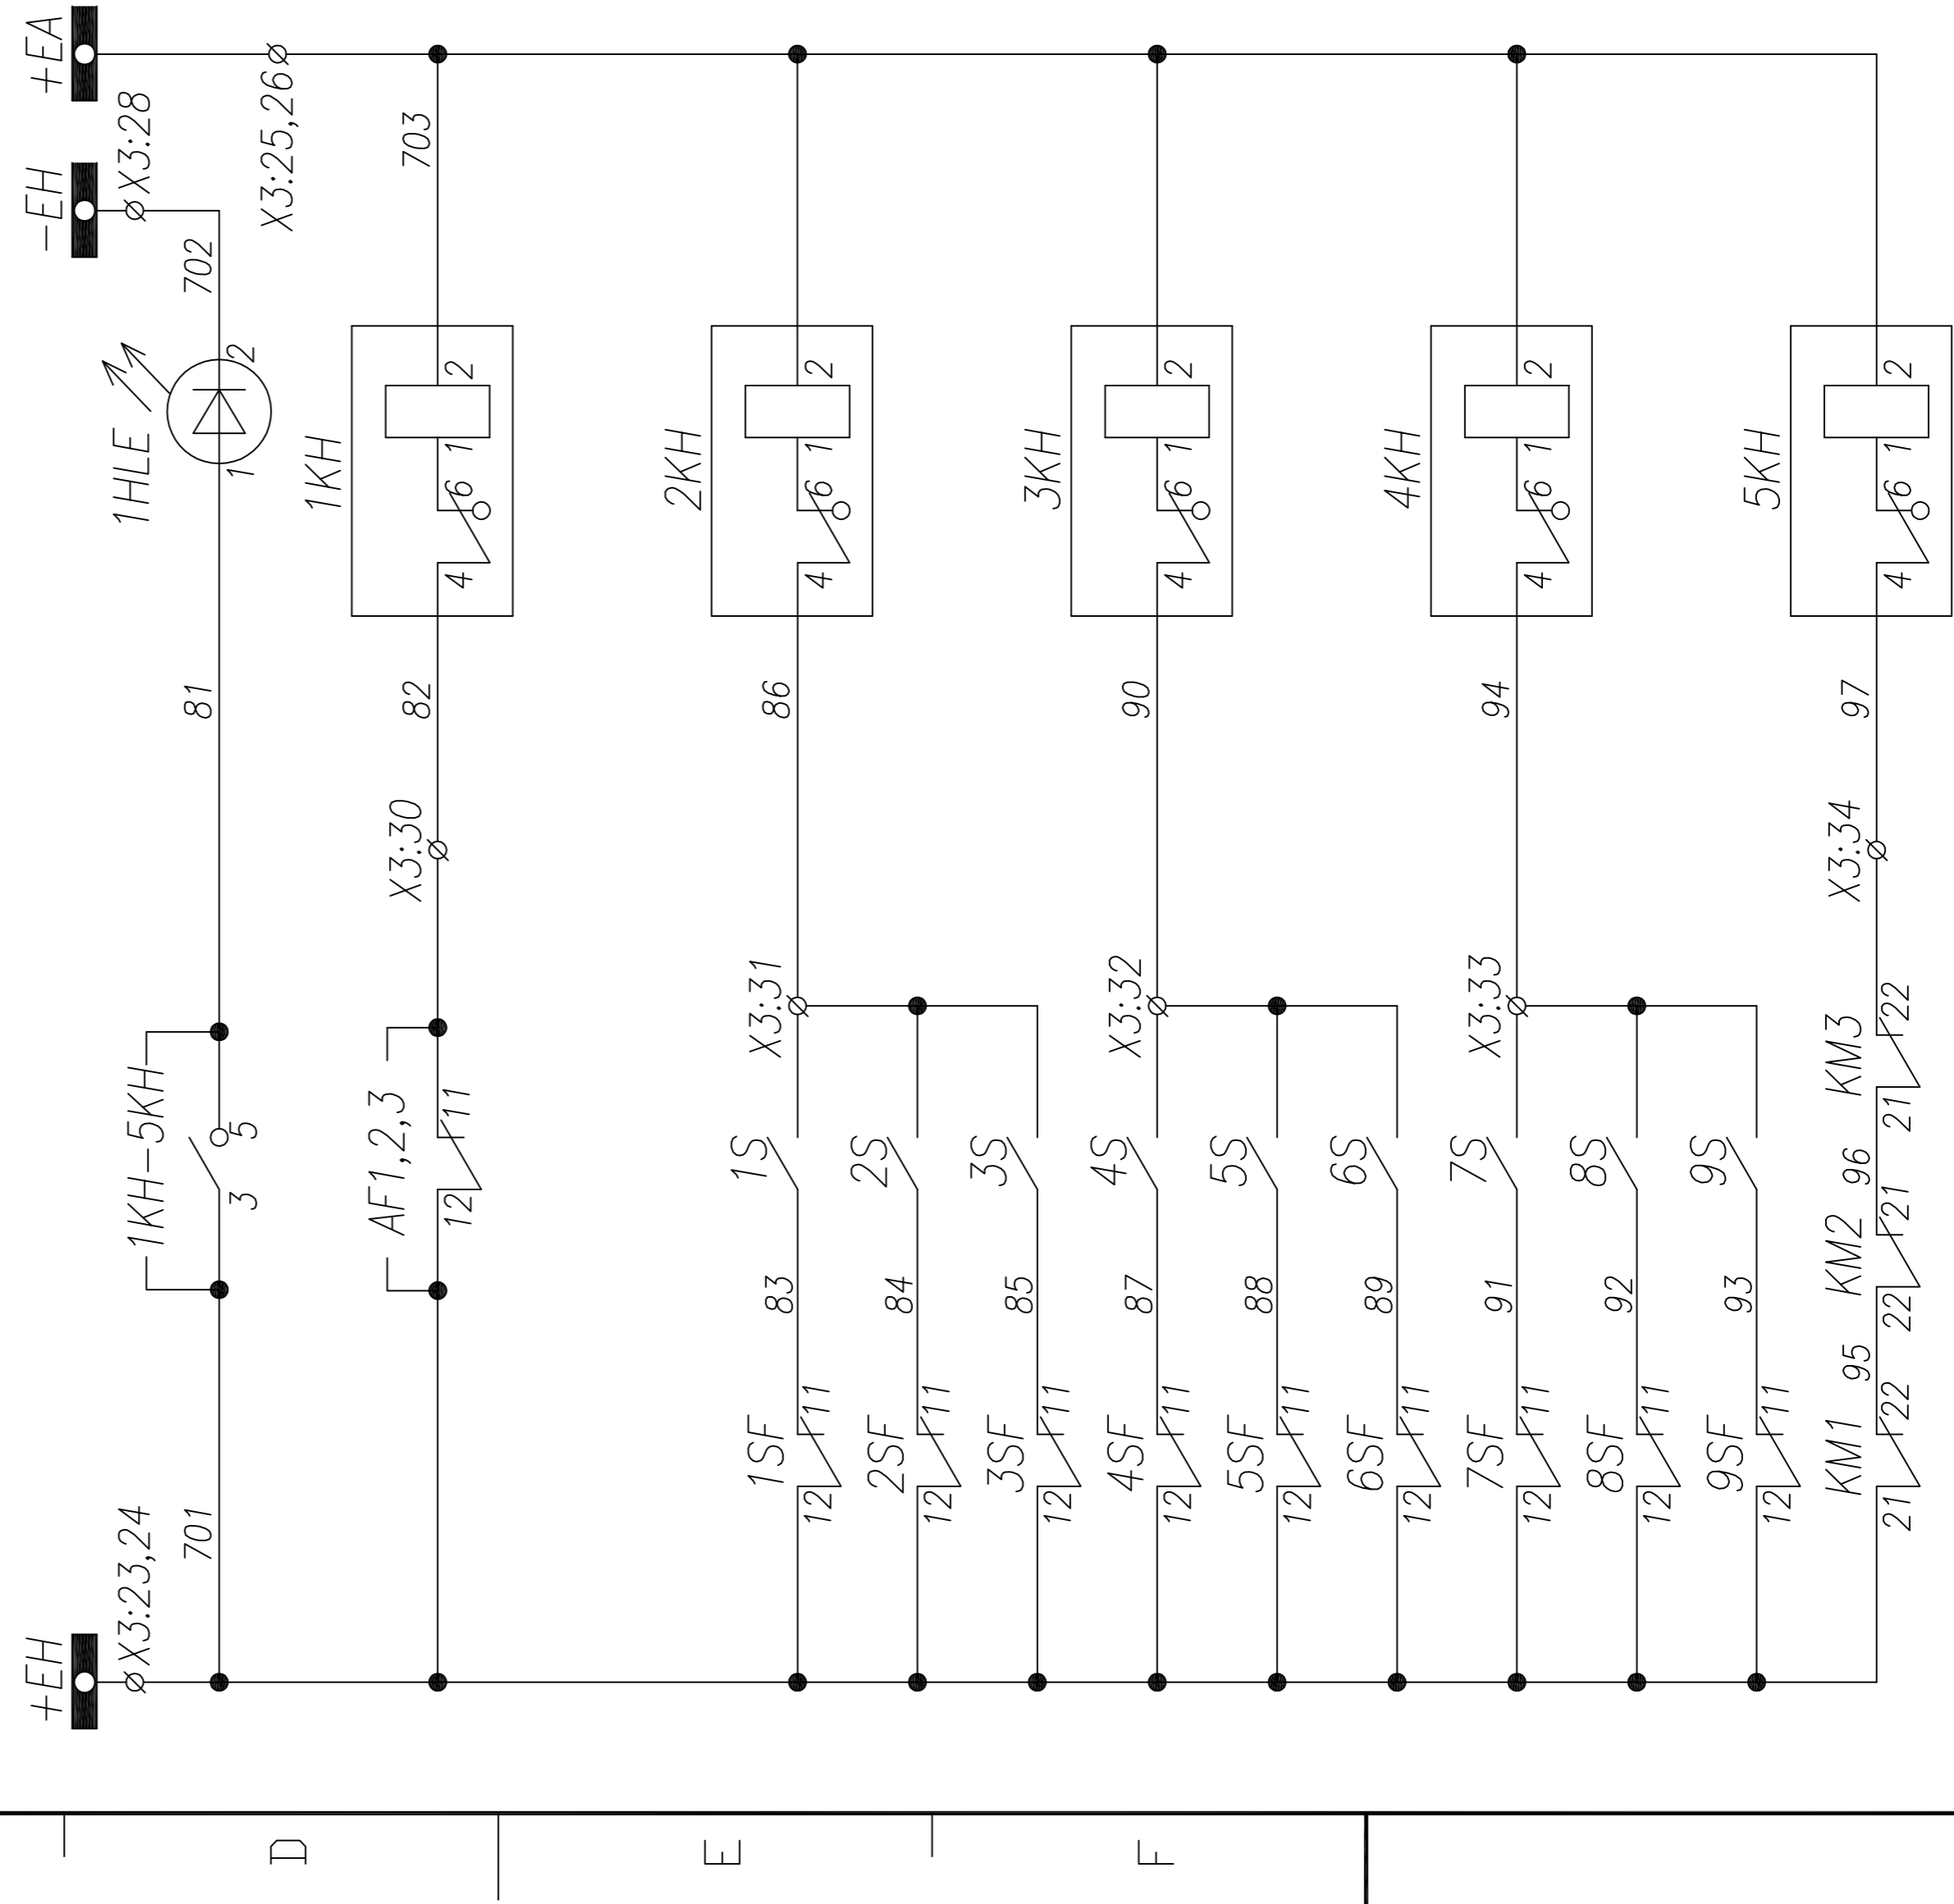 +EH
X3:23,24
701
1KH-5KH
3
5
81
1HLE
1
2
702
X3:28
-EH
+EA
X3:25,26
AF1,2,3
12
11
X3:30
82
1KH
4
6
1
2
703
1SF
12
11
83
1S
X3:31
86
2KH
4
6
1
2
2SF
12
11
84
2S
3SF
12
11
85
3S
4SF
12
11
87
4S
X3:32
90
3KH
4
6
1
2
5SF
12
11
88
5S
6SF
12
11
89
6S
7SF
12
11
91
7S
X3:33
94
4KH
4
6
1
2
8SF
12
11
92
8S
9SF
12
11
93
9S
KM1
21
22
95
KM2
22
21
96
KM3
21
22
X3:34
97
5KH
4
6
1
2
D
E
F